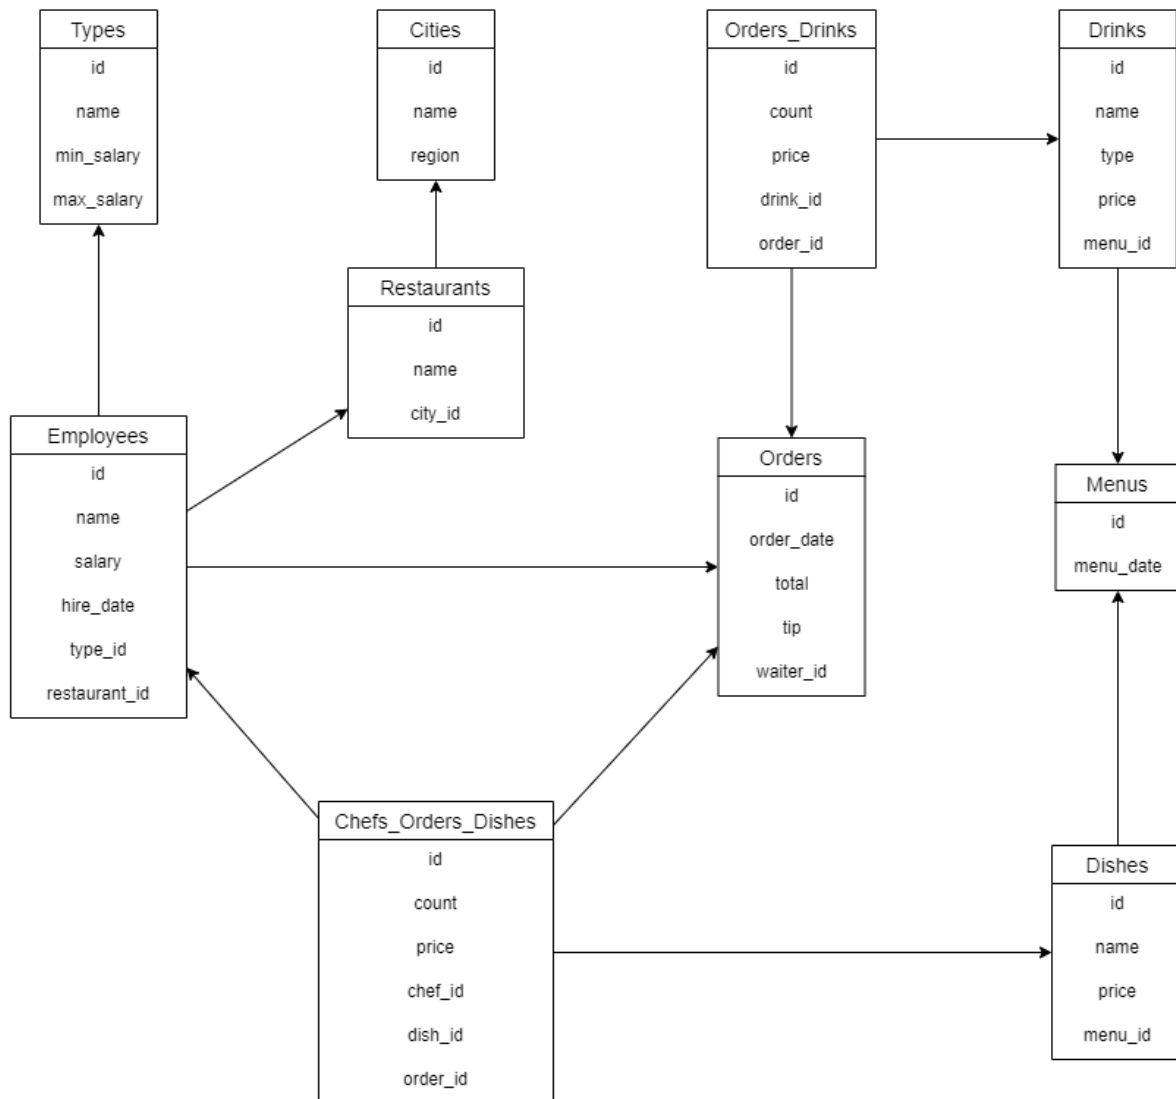 Types
id
name
min_salary
max_salary
Cities
id
name
region
Orders_Drinks
id
count
price
drink_id
order_id
Drinks
id
name
type
price
menu_id
Restaurants
id
name
city_id
Employees
id
name
salary
hire_date
type_id
restaurant_id
Orders
id
order_date
total
tip
waiter_id
Menus
id
menu_date
Chefs_Orders_Dishes
id
count
price
chef_id
dish_id
order_id
Dishes
id
name
price
menu_id